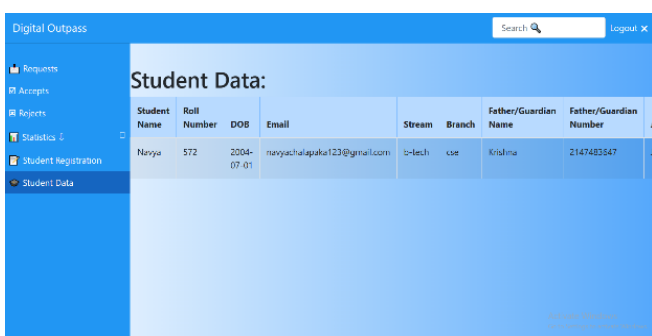 Digital Outpass
Search
Logout ×
Requests
Accepts
Rejects
Statistics
Student Registration
Student Data
Student Data:
Student Name Roll Number DOB Email Stream Branch Father/Guardian Name Father/Guardian Number
Navya 572 2004-07-01 navyachalapaka123@gmail.com b-tech cse Krishna 2147483647